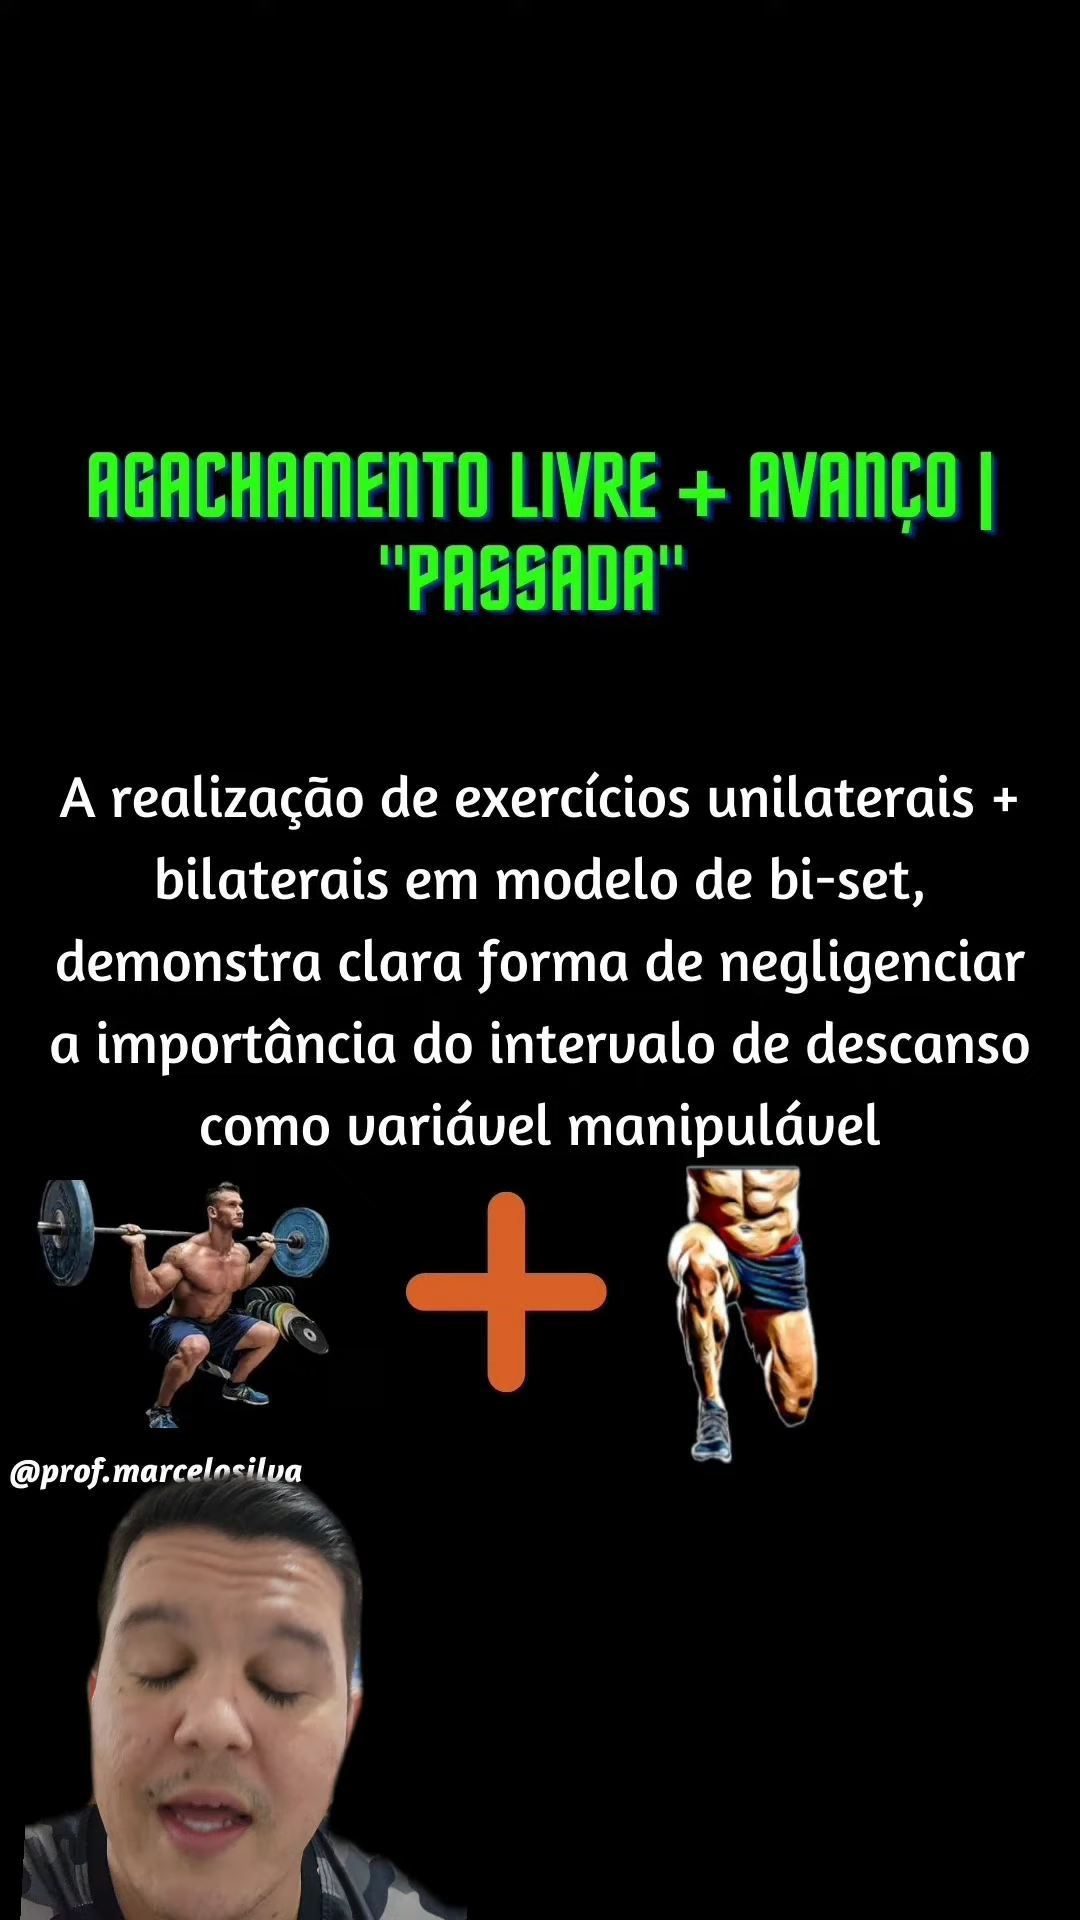 AGACHAMENTO LIVRE + AVANÇO |
"PASSADA"
A realização de exercícios unilaterais +
bilaterais em modelo de bi-set,
demonstra clara forma de negligenciar
a importância do intervalo de descanso
como variável manipulável
@prof.marcelosilva